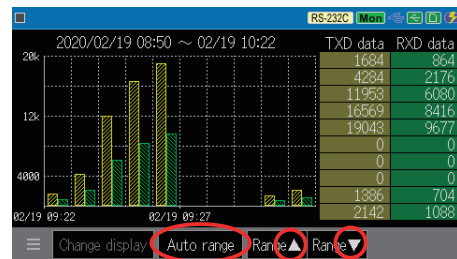 RS-232C Mon
2020/02/19 08:50 ～ 02/19 10:22 TXD data RXD data
20k
12k
4000
1684 864
4284 2176
11953 6080
16569 8416
19043 9677
0 0
0 0
0 0
1386 704
2142 1088
02/19 09:22 02/19 09:27
Change display Auto range Range▲ Range▼